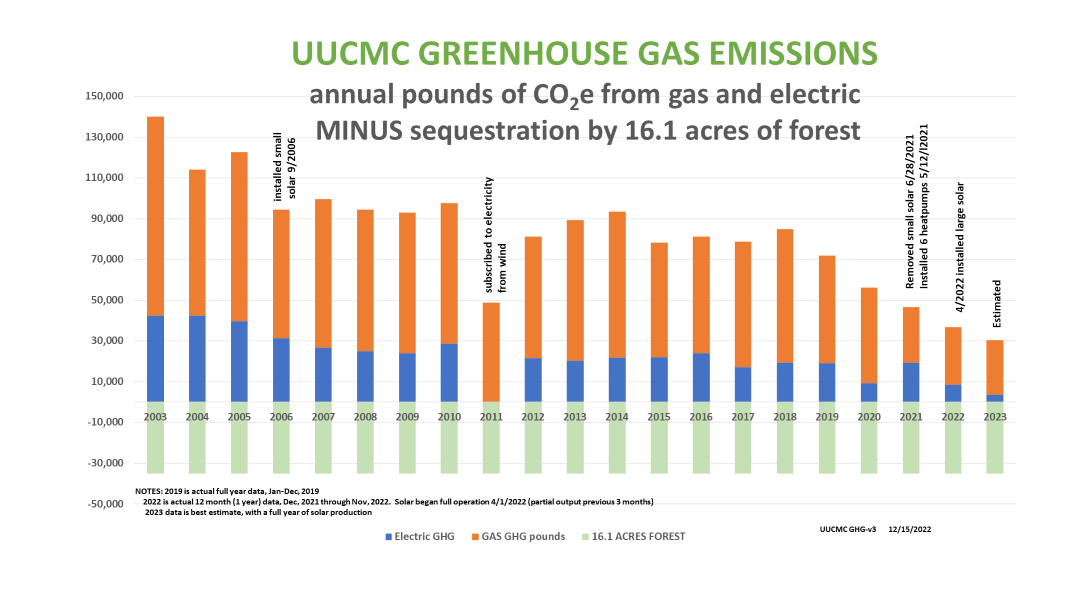 UUCMC GREENHOUSE GAS EMISSIONS
annual pounds of CO₂e from gas and electric
MINUS sequestration by 16.1 acres of forest
150,000
130,000
110,000
90,000
70,000
50,000
30,000
10,000
-10,000
-30,000
-50,000
installed small
solar 9/2006
subscribed to electricity
from wind
Removed small solar 6/28/2021
Installed 6 heatpumps 5/12/l2021
4/2022 installed large solar
Estimated
2003 2004 2005 2006 2007 2008 2009 2010 2011 2012 2013 2014 2015 2016 2017 2018 2019 2020 2021 2022 2023
NOTES: 2019 is actual full year data, Jan-Dec, 2019
2022 is actual 12 month (1 year) data, Dec, 2021 through Nov, 2022. Solar began full operation 4/1/2022 (partial output previous 3 months)
2023 data is best estimate, with a full year of solar production
UUCMC GHG-v3 12/15/2022
Electric GHG GAS GHG pounds 16.1 ACRES FOREST